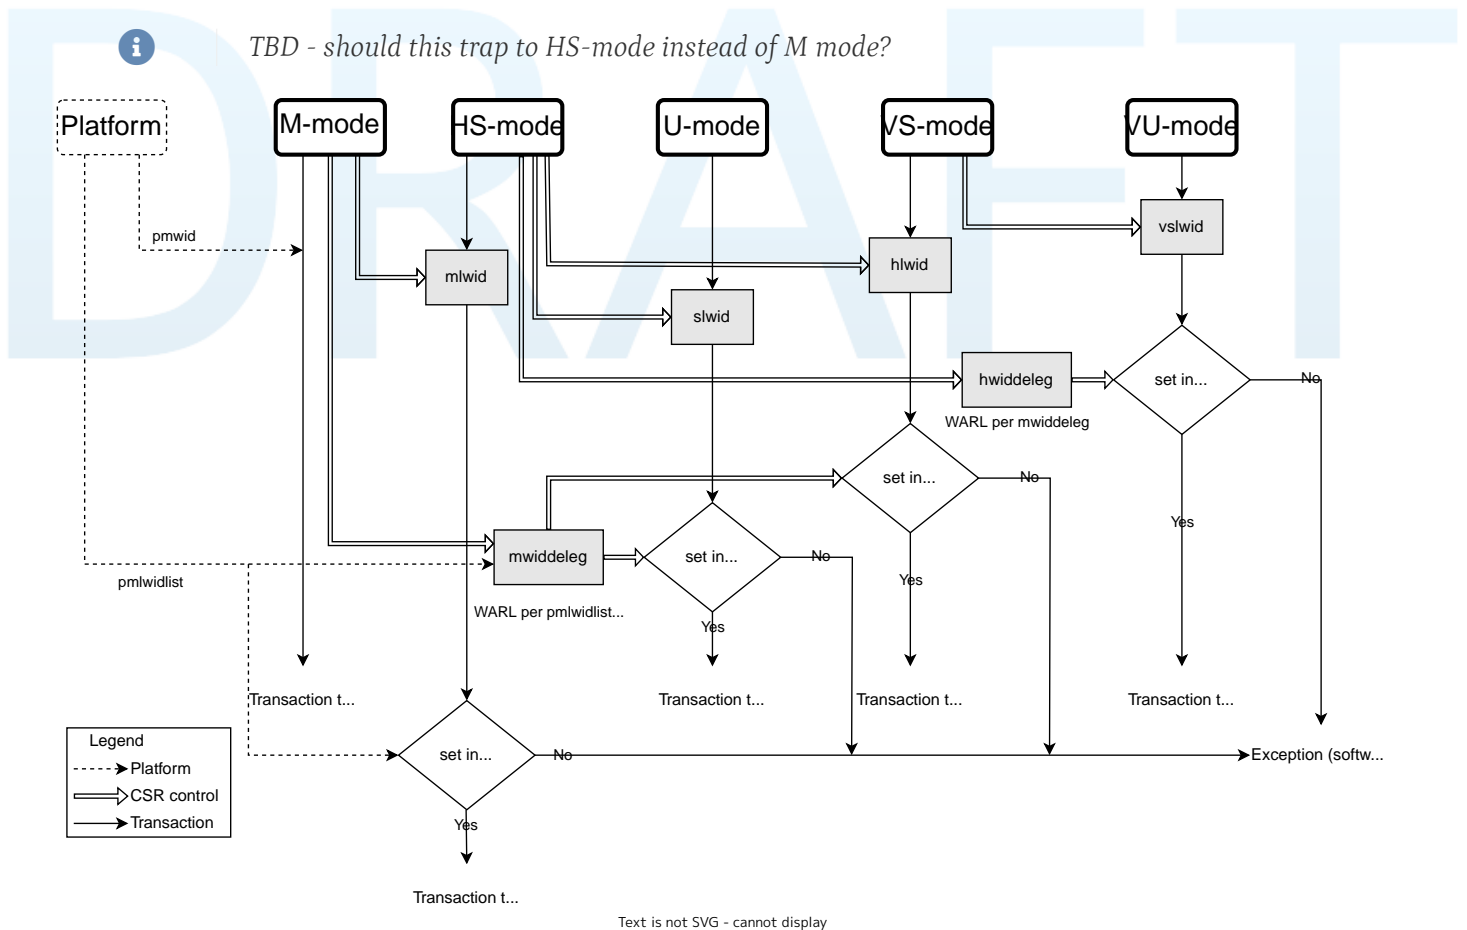 DRAFT
TBD - should this trap to HS-mode instead of M mode?
Platform
M-mode
HS-mode
U-mode
VS-mode
VU-mode
pmwid
vslwid
mlwid
hlwid
slwid
hwiddeleg
set in...
No
WARL per mwiddeleg
set in...
No
Yes
mwiddeleg
set in...
No
pmlwidlist
Yes
WARL per pmlwidlist...
Yes
Transaction t...
Transaction t...
Transaction t...
Transaction t...
Legend
Platform
CSR control
Transaction
set in...
No
Exception (softw...
Yes
Transaction t...
Text is not SVG - cannot display